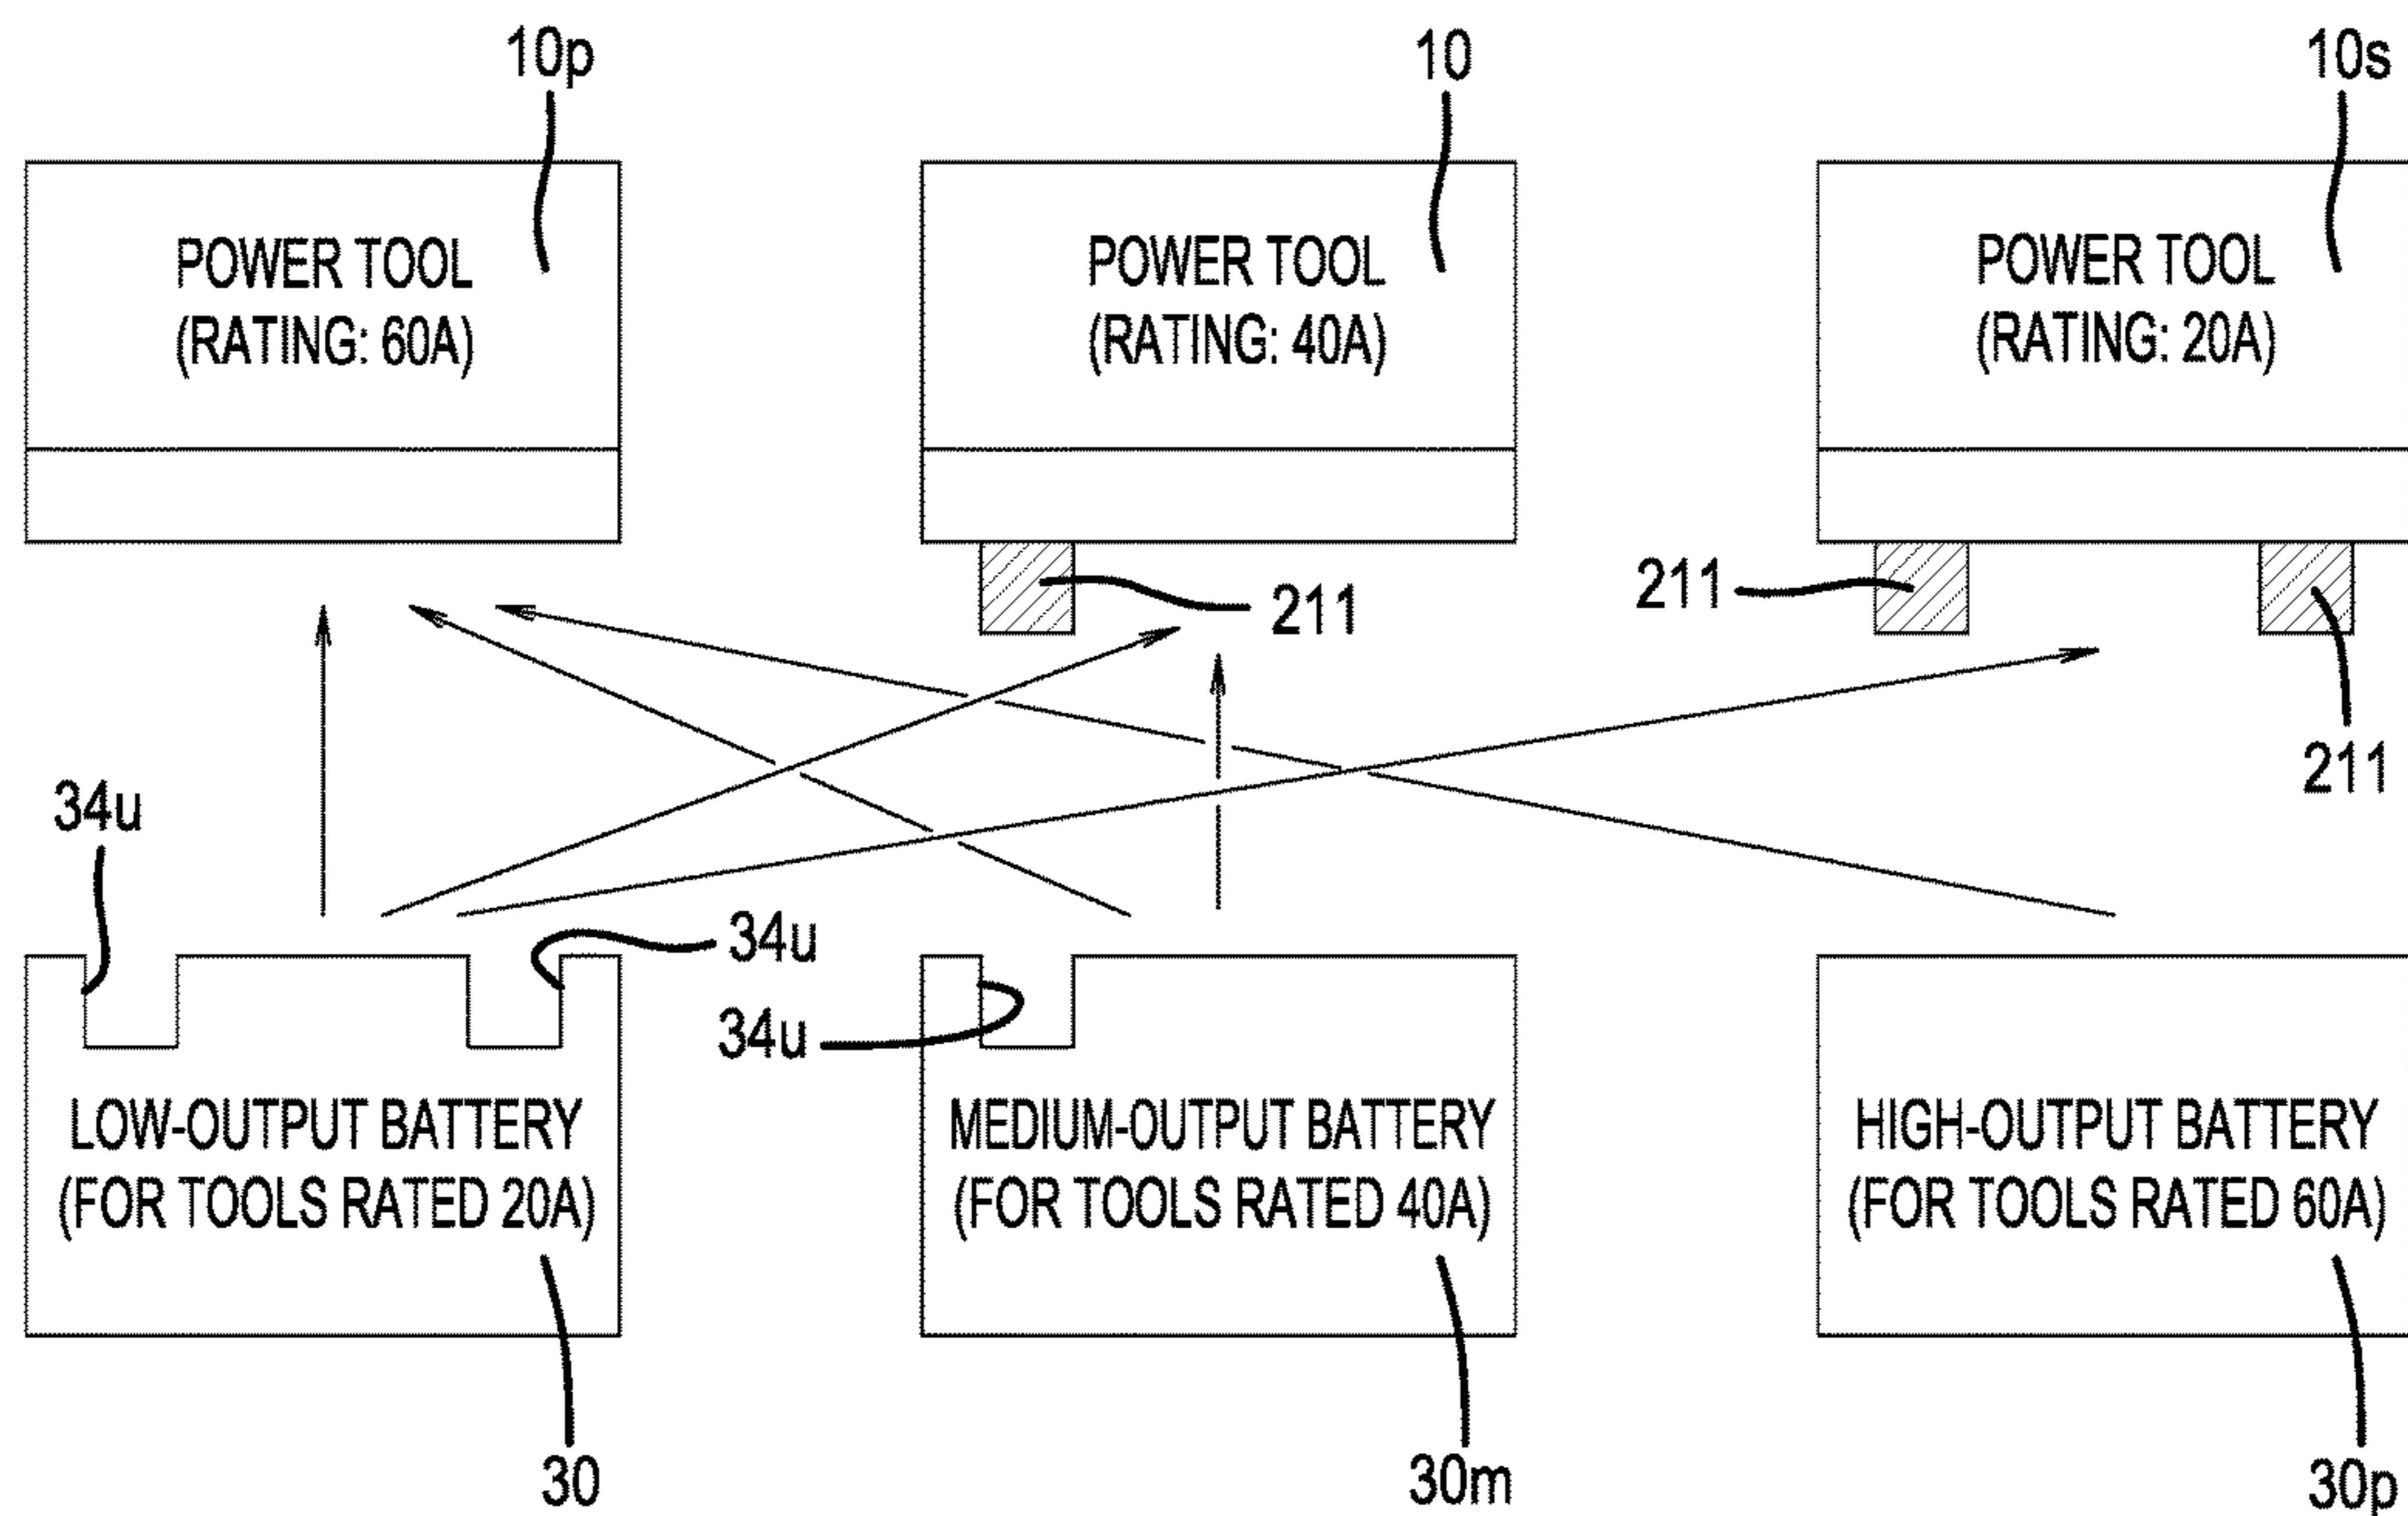 10p
10
10s
POWER TOOL
(RATING: 60A)
POWER TOOL
(RATING: 40A)
POWER TOOL
(RATING: 20A)
211
211
211
34u
34u
34u
LOW-OUTPUT BATTERY
(FOR TOOLS RATED 20A)
MEDIUM-OUTPUT BATTERY
(FOR TOOLS RATED 40A)
HIGH-OUTPUT BATTERY
(FOR TOOLS RATED 60A)
30
30m
30p